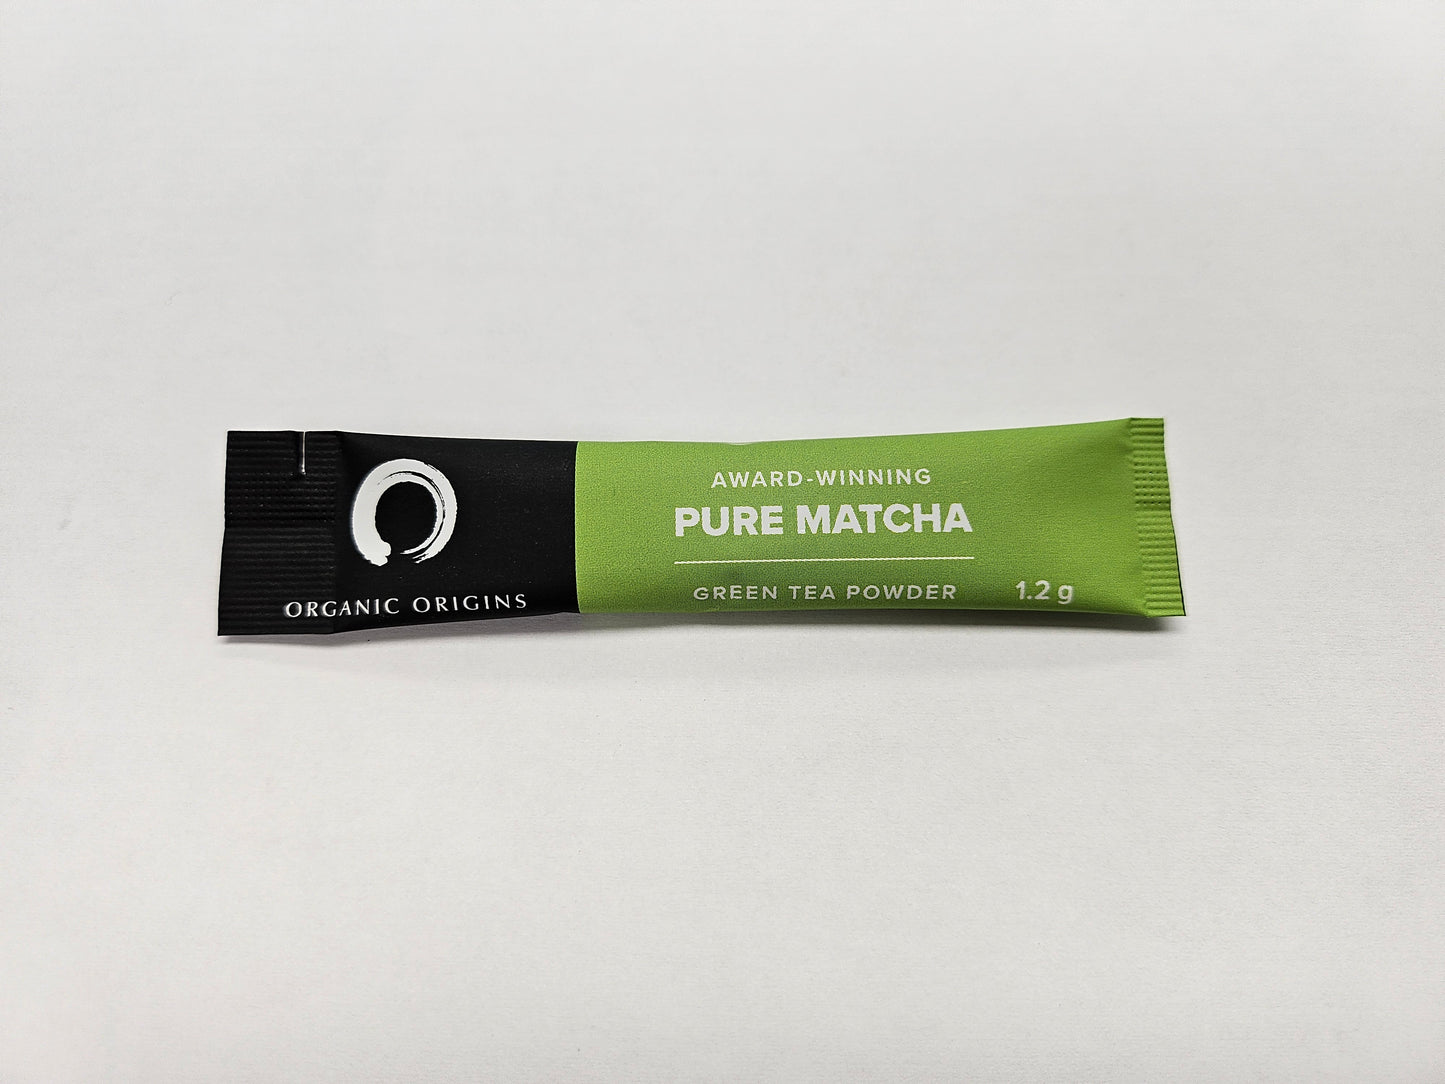 ORGANIC ORIGINS
AWARD-WINNING
PURE MATCHA
GREEN TEA POWDER
1.2 g